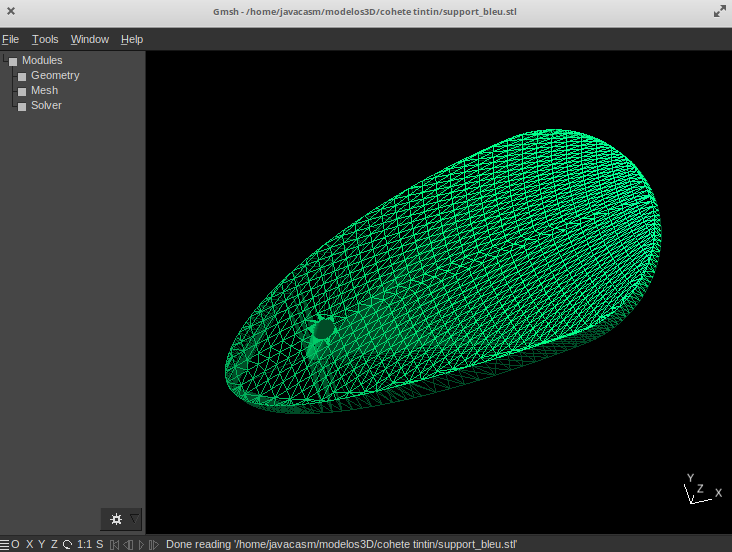 Gmsh - /home/javacasm/modelos3D/cohete tintin/support_bleu.stl
File Tools Window Help
Modules
Geometry
Mesh
Solver
Y
Z
X
O X Y Z 1:1 S Done reading '/home/javacasm/modelos3D/cohete tintin/support_bleu.stl'